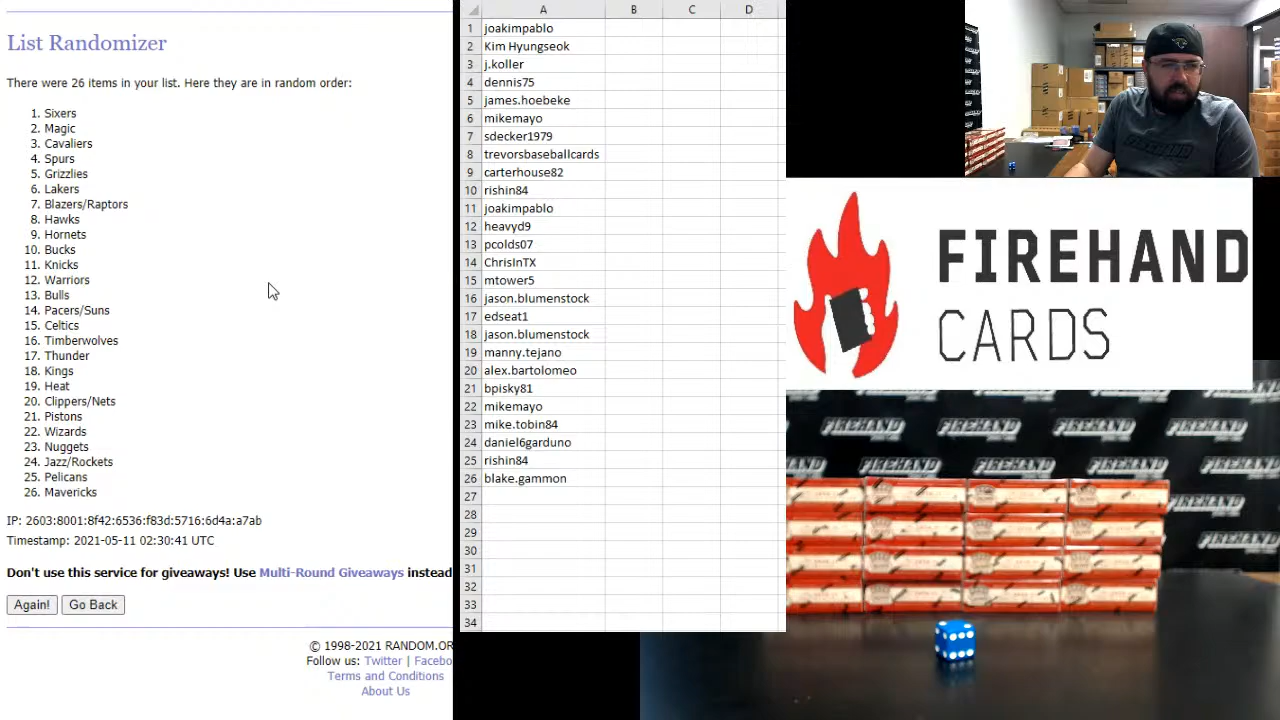 List Randomizer
There were 26 items in your list. Here they are in random order:
1. Sixers
2. Magic
3. Cavaliers
4. Spurs
5. Grizzlies
6. Lakers
7. Blazers/Raptors
8. Hawks
9. Hornets
10. Bucks
11. Knicks
12. Warriors
13. Bulls
14. Pacers/Suns
15. Celtics
16. Timberwolves
17. Thunder
18. Kings
19. Heat
20. Clippers/Nets
21. Pistons
22. Wizards
23. Nuggets
24. Jazz/Rockets
25. Pelicans
26. Mavericks
IP: 2603:8001:8f42:6536:f83d:5716:6d4a:a7ab
Timestamp: 2021-05-11 02:30:41 UTC
Don't use this service for giveaways! Use Multi-Round Giveaways instead
Again! Go Back
© 1998-2021 RANDOM.OR
Follow us: Twitter | Facebo
Terms and Conditions
About Us
A B C D
1 joakimpablo
2 Kim Hyungseok
3 j.koller
4 dennis75
5 james.hoebeke
6 mikemayo
7 sdecker1979
8 trevorsbaseballcards
9 carterhouse82
10 rishin84
11 joakimpablo
12 heavyd9
13 pcolds07
14 ChrisInTX
15 mtower5
16 jason.blumenstock
17 edseat1
18 jason.blumenstock
19 manny.tejano
20 alex.bartolomeo
21 bpisky81
22 mikemayo
23 mike.tobin84
24 daniel6garduno
25 rishin84
26 blake.gammon
27
28
29
30
31
32
33
34
FIREHAND
CARDS
FIREHAND
FIREHAND
FIREHAND
FIREHAND
FIREHAND
FIREHAND